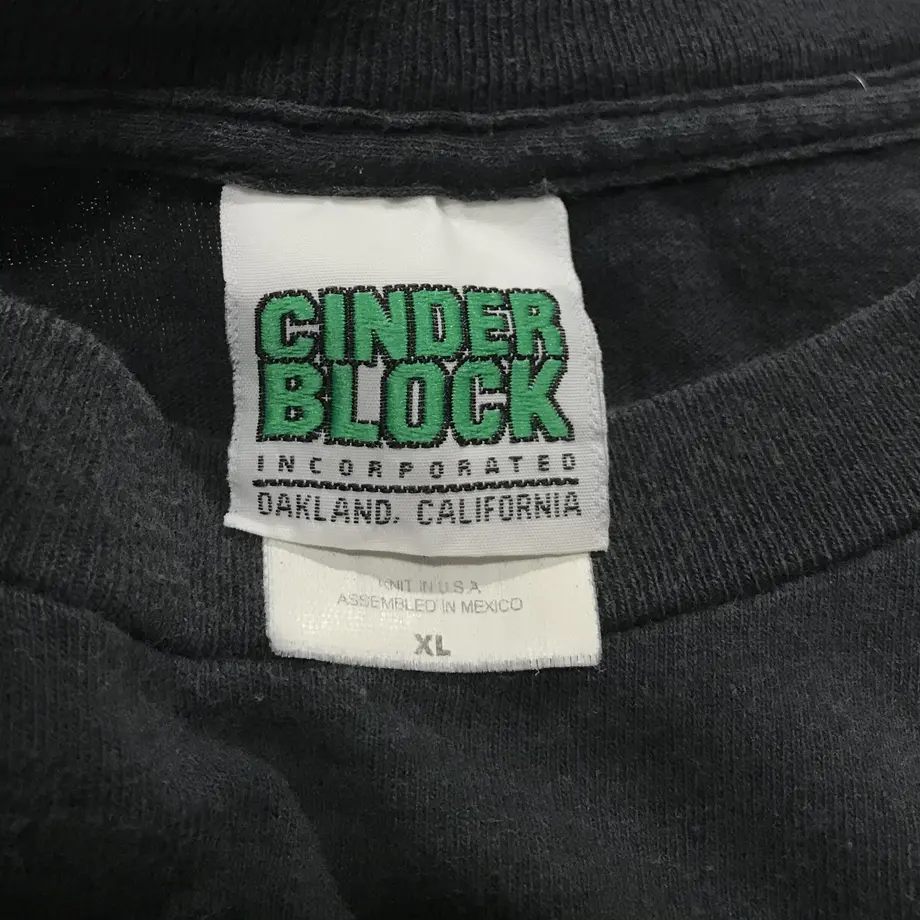 CINDER
BLOCK
INCORPORATED
OAKLAND, CALIFORNIA
KNIT IN U.S.A
ASSEMBLED IN MEXICO
XL